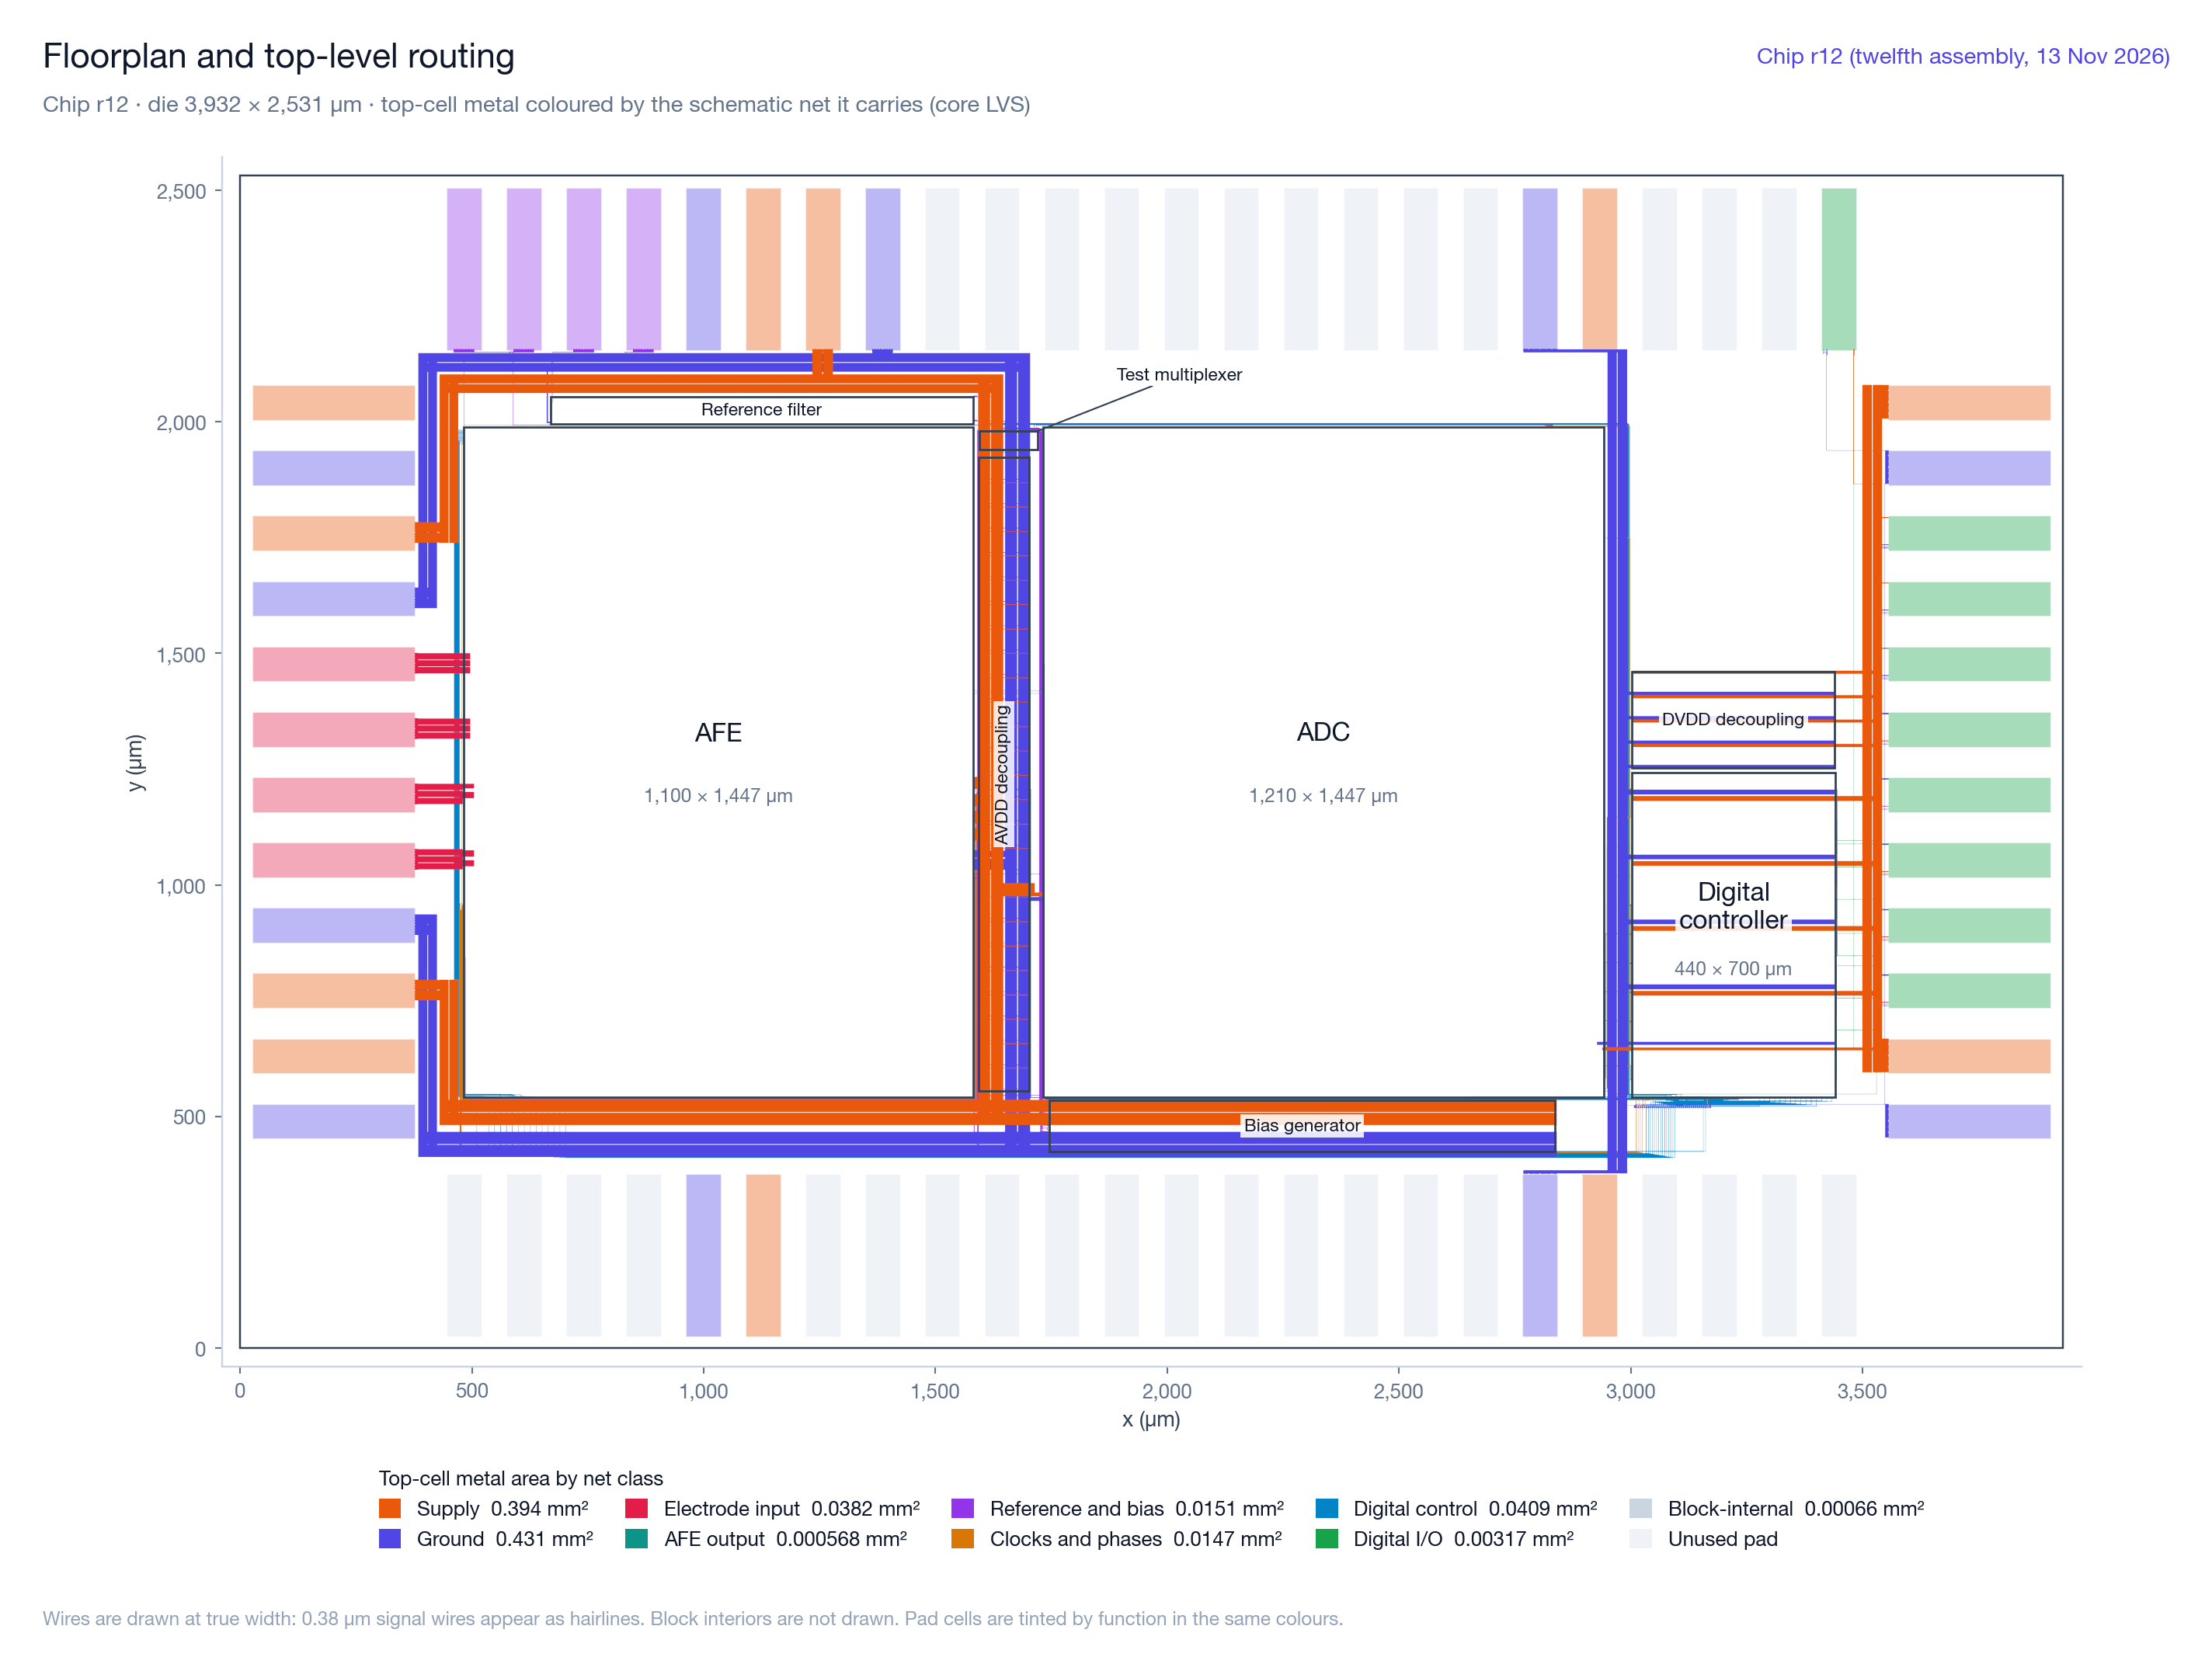 Floorplan and top-level routing
Chip r12 (twelfth assembly, 13 Nov 2026)
Chip r12 · die 3,932 × 2,531 µm · top-cell metal coloured by the schematic net it carries (core LVS)
2,500
2,000
1,500
1,000
500
0
y (µm)
Test multiplexer
Reference filter
AFE
1,100 × 1,447 µm
AVDD decoupling
ADC
1,210 × 1,447 µm
DVDD decoupling
Digital
controller
440 × 700 µm
Bias generator
0
500
1,000
1,500
2,000
2,500
3,000
3,500
x (µm)
Top-cell metal area by net class
Supply 0.394 mm²
Electrode input 0.0382 mm²
Reference and bias 0.0151 mm²
Digital control 0.0409 mm²
Block-internal 0.00066 mm²
Ground 0.431 mm²
AFE output 0.000568 mm²
Clocks and phases 0.0147 mm²
Digital I/O 0.00317 mm²
Unused pad
Wires are drawn at true width: 0.38 µm signal wires appear as hairlines. Block interiors are not drawn. Pad cells are tinted by function in the same colours.